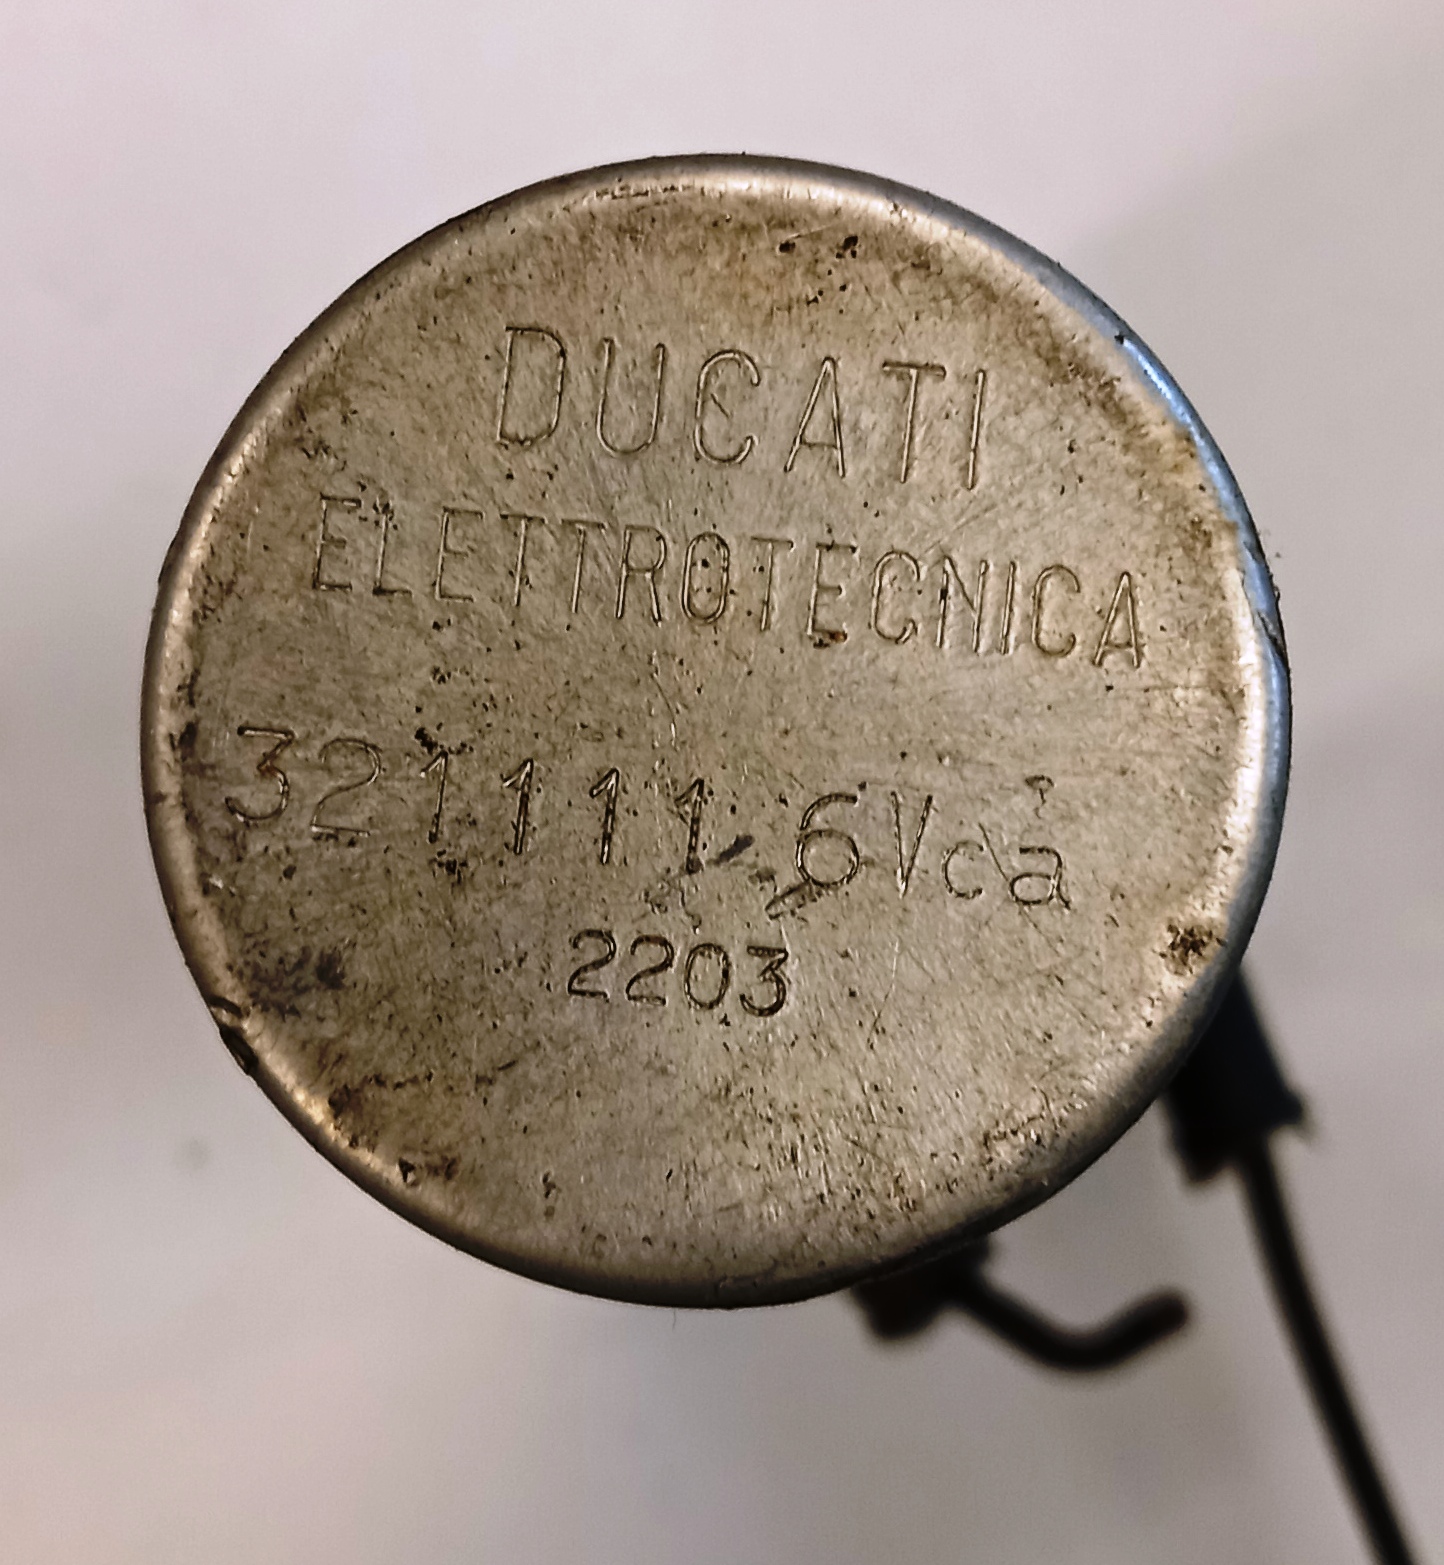 DUCATI
ELETTROTECNICA
321111 6Vca
2203